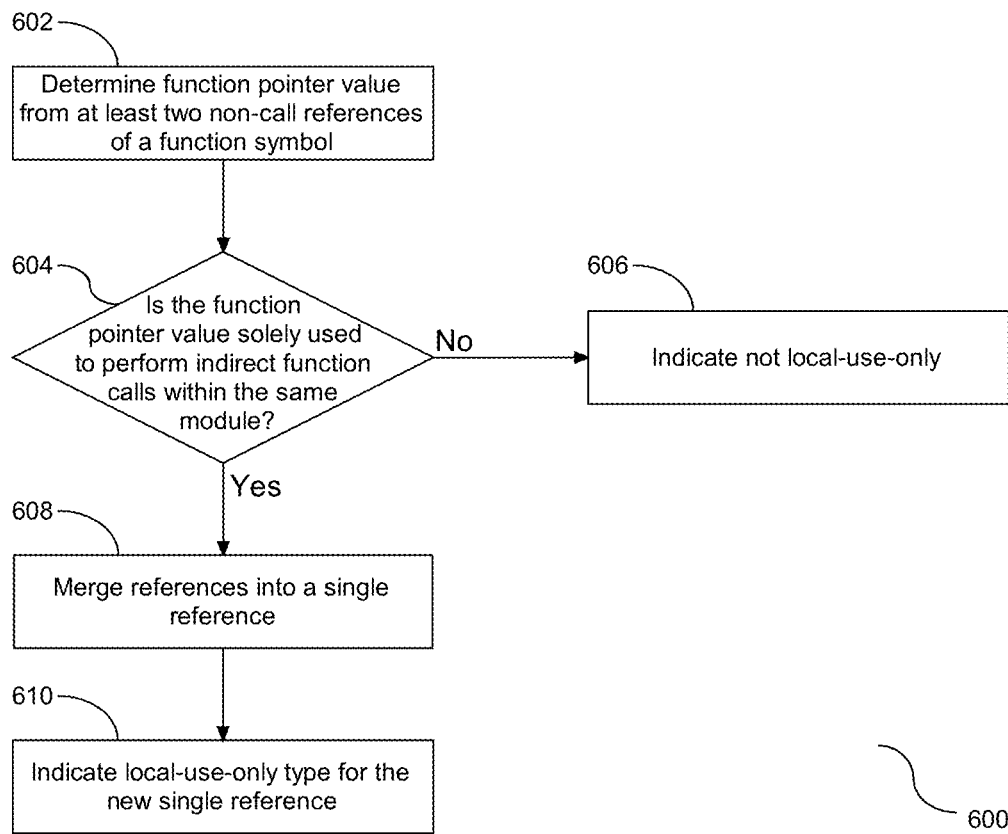 602
Determine function pointer value
from at least two non-call references
of a function symbol
604
Is the function
pointer value solely used
to perform indirect function
calls within the same
module?
No
606
Indicate not local-use-only
Yes
608
Merge references into a single
reference
610
Indicate local-use-only type for the
new single reference
600